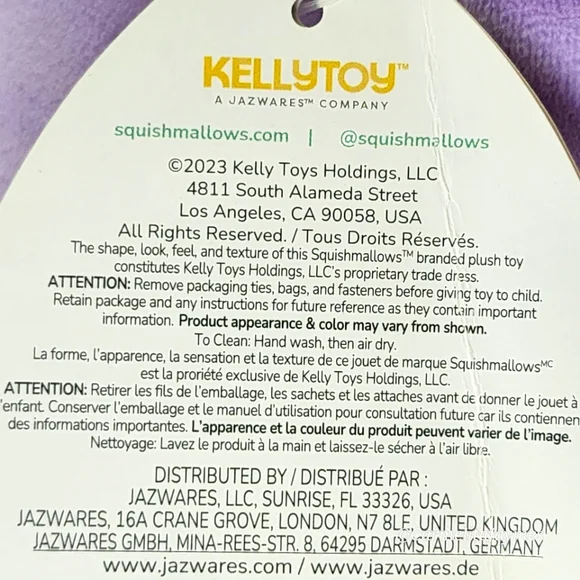 KELLYTOY™
A JAZWARES™ COMPANY
squishmallows.com | @squishmallows
©2023 Kelly Toys Holdings, LLC
4811 South Alameda Street
Los Angeles, CA 90058, USA
All Rights Reserved. / Tous Droits Réservés.
The shape, look, feel, and texture of this Squishmallows™ branded plush toy
constitutes Kelly Toys Holdings, LLC's proprietary trade dress.
ATTENTION: Remove packaging ties, bags, and fasteners before giving toy to child.
Retain package and any instructions for future reference as they contain important
information. Product appearance & color may vary from shown.
To Clean: Hand wash, then air dry.
La forme, l'apparence, la sensation et la texture de ce jouet de marque Squishmallowsᴹᶜ
est la proriété exclusive de Kelly Toys Holdings, LLC.
ATTENTION: Retirer les fils de l'emballage, les sachets et les attaches avant de donner le jouet à
l'enfant. Conserver l'emballage et le manuel d'utilisation pour consultation future car ils contiennen
des informations importantes. L'apparence et la couleur du produit peuvent varier de l'image.
Nettoyage: Lavez le produit à la main et laissez-le sécher à l'air libre.
DISTRIBUTED BY / DISTRIBUÉ PAR :
JAZWARES, LLC, SUNRISE, FL 33326, USA
JAZWARES, 16A CRANE GROVE, LONDON, N7 8LE, UNITED KINGDOM
JAZWARES GMBH, MINA-REES-STR. 8, 64295 DARMSTADT, GERMANY
www.jazwares.com / www.jazwares.de